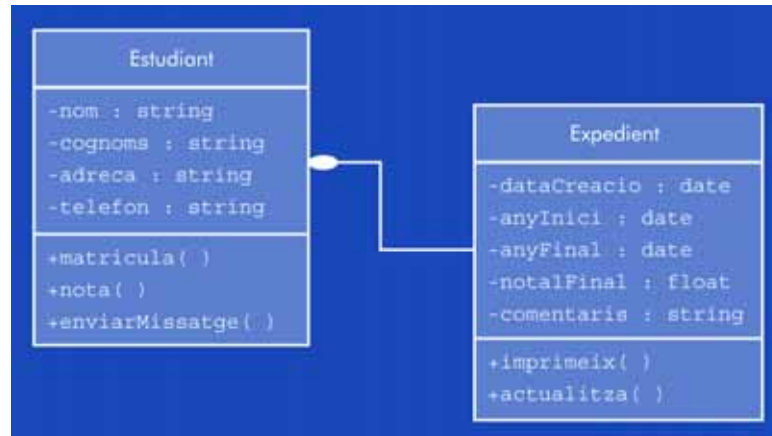 Estudiant
-nom : string
-cognoms : string
-adreca : string
-telefon : string
+matricula( )
+nota( )
+enviarMissatge( )
Expedient
-dataCreacio : date
-anyInici : date
-anyFinal : date
-notalFinal : float
-comentaris : string
+imprimeix( )
+actualitza( )